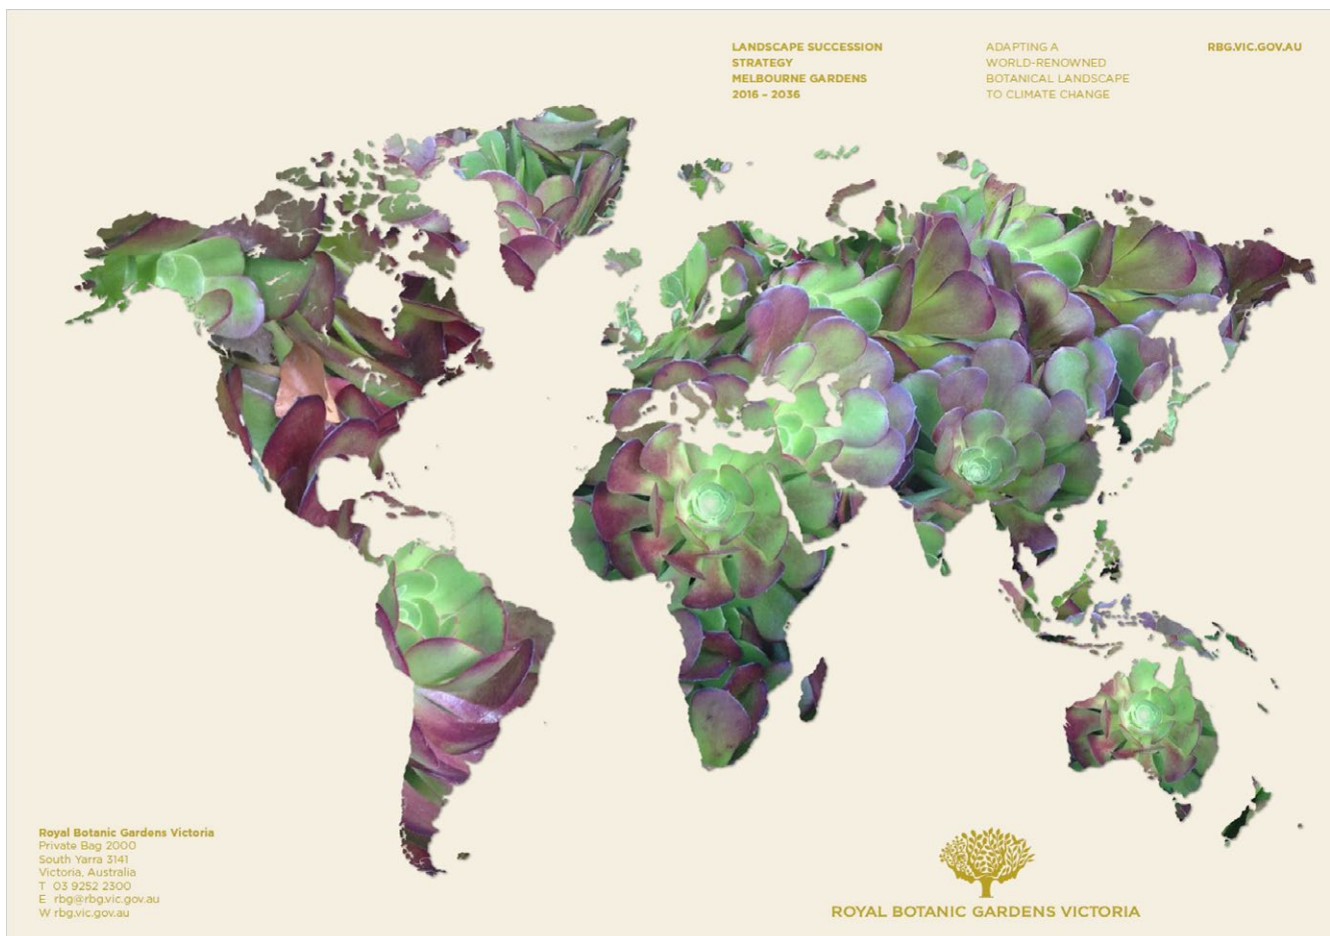 LANDSCAPE SUCCESSION
STRATEGY
MELBOURNE GARDENS
2016 – 2036
ADAPTING A
WORLD-RENOWNED
BOTANICAL LANDSCAPE
TO CLIMATE CHANGE
RBG.VIC.GOV.AU
Royal Botanic Gardens Victoria
Private Bag 2000
South Yarra 3141
Victoria, Australia
T 03 9252 2300
E rbg@rbg.vic.gov.au
W rbg.vic.gov.au
ROYAL BOTANIC GARDENS VICTORIA